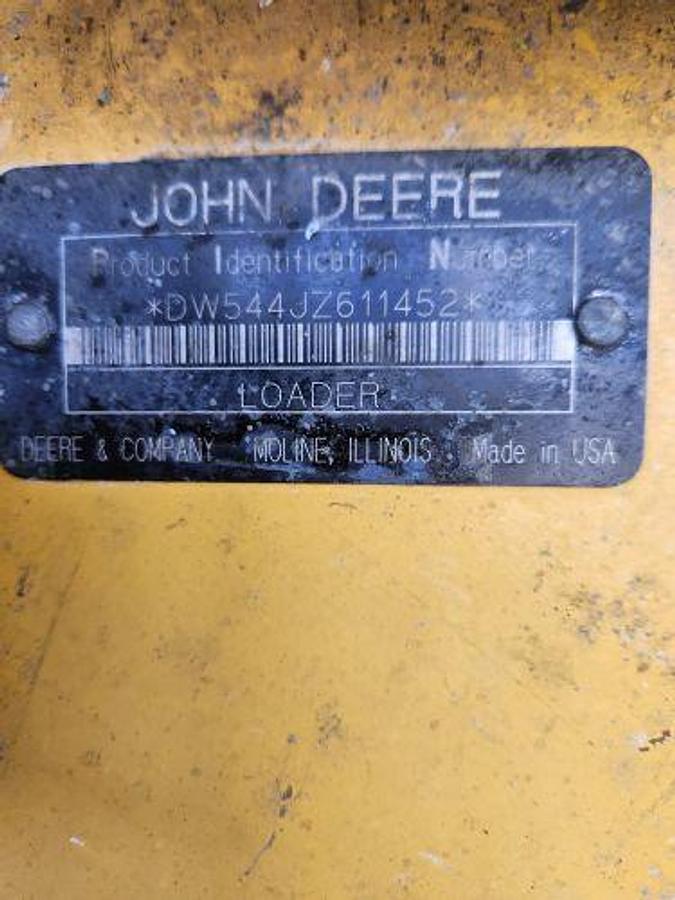 JOHN DEERE
Product Identification Number
*DW544JZ611452*
LOADER
DEERE & COMPANY MOLINE, ILLINOIS Made in USA